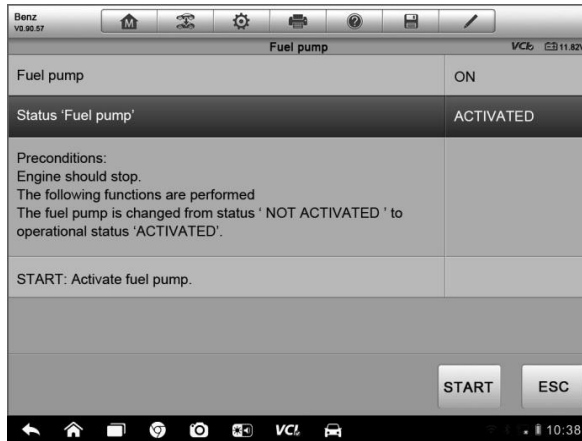 Benz
V0.90.57
Fuel pump
VCI
11.82V
Fuel pump
ON
Status 'Fuel pump'
ACTIVATED
Preconditions:
Engine should stop.
The following functions are performed
The fuel pump is changed from status ' NOT ACTIVATED ' to
operational status 'ACTIVATED'.
START: Activate fuel pump.
START
ESC
VCI
10:38